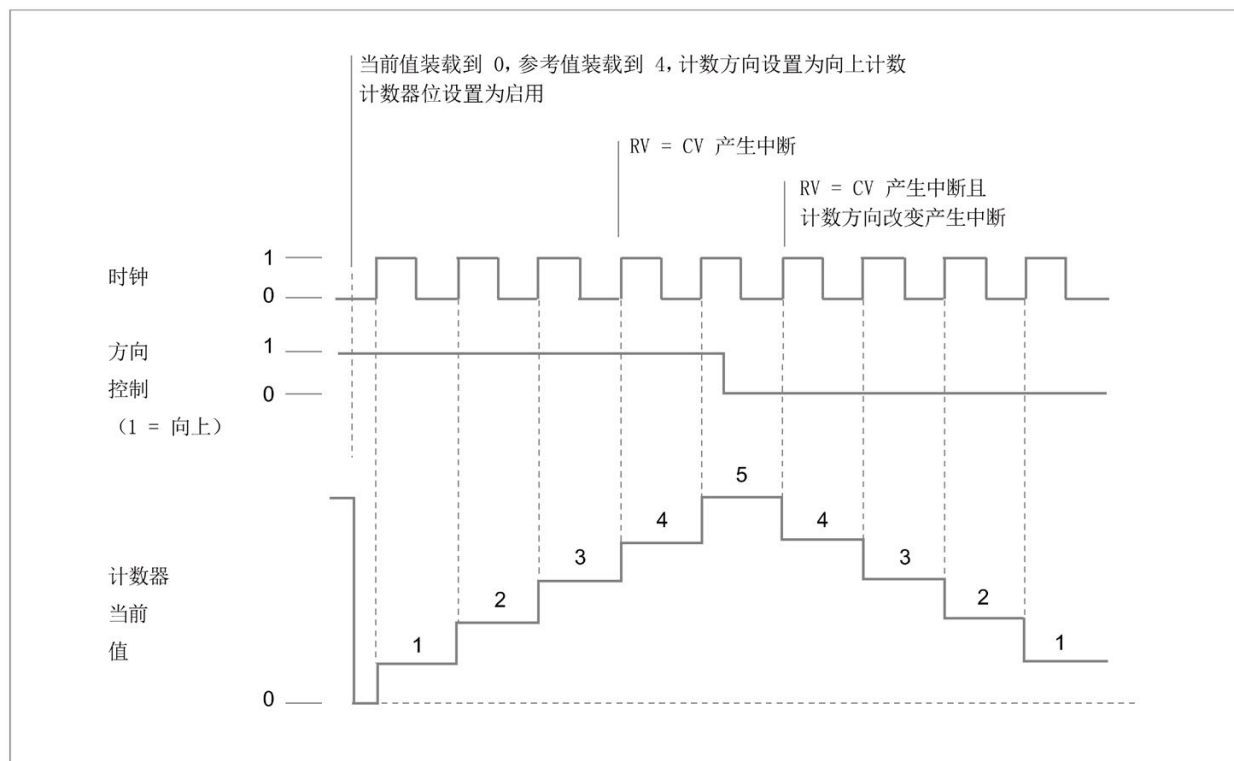 当前值装载到 0, 参考值装载到 4, 计数方向设置为向上计数
计数器位设置为启用
RV = CV 产生中断
RV = CV 产生中断且
计数方向改变产生中断
时钟
1
0
方向
控制
（1 = 向上）
1
0
计数器
当前
值
0
1
2
3
4
5
4
3
2
1